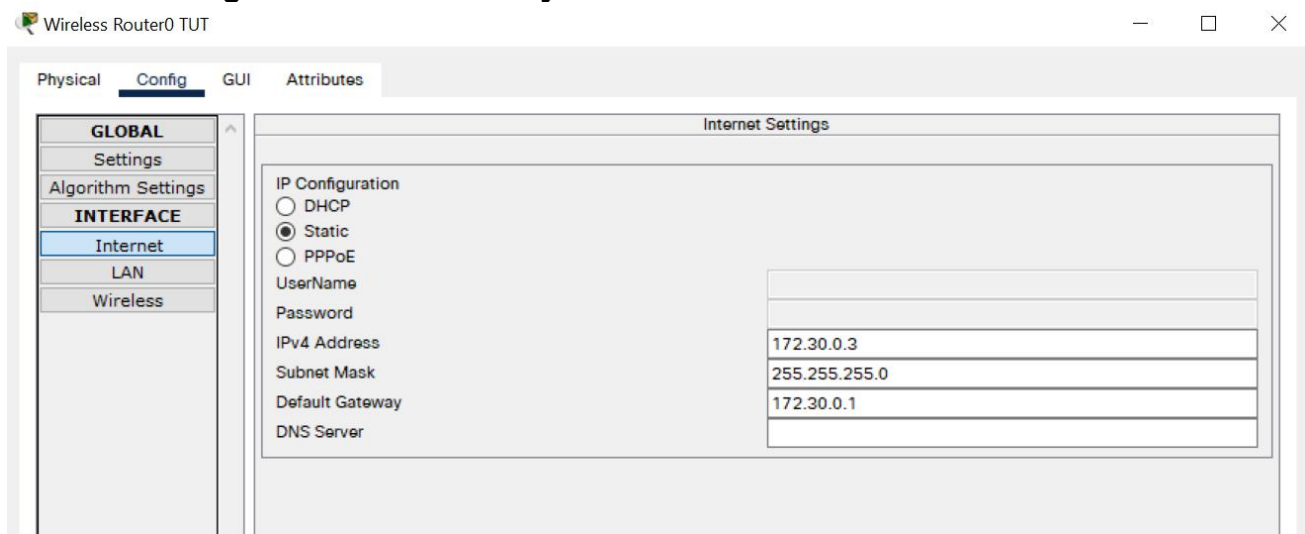 Wireless Router0 TUT
Physical Config GUI Attributes
GLOBAL
Settings
Algorithm Settings
INTERFACE
Internet
LAN
Wireless
Internet Settings
IP Configuration
DHCP
Static
PPPoE
UserName
Password
IPv4 Address 172.30.0.3
Subnet Mask 255.255.255.0
Default Gateway 172.30.0.1
DNS Server